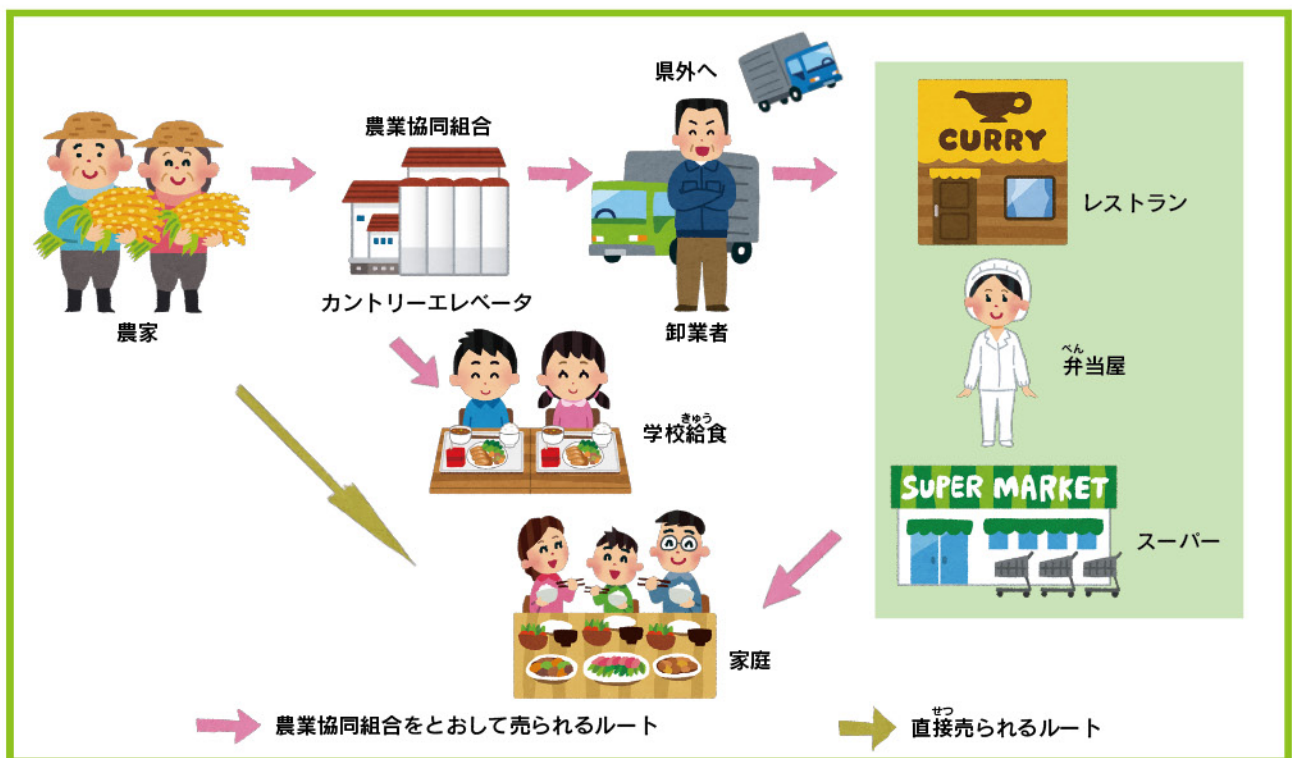 県外へ
農業協同組合
CURRY
レストラン
カントリーエレベータ
農家
卸業者
べん
弁当屋
きゅう
学校給食
SUPER MARKET
スーパー
家庭
農業協同組合をとおして売られるルート
せつ
直接売られるルート